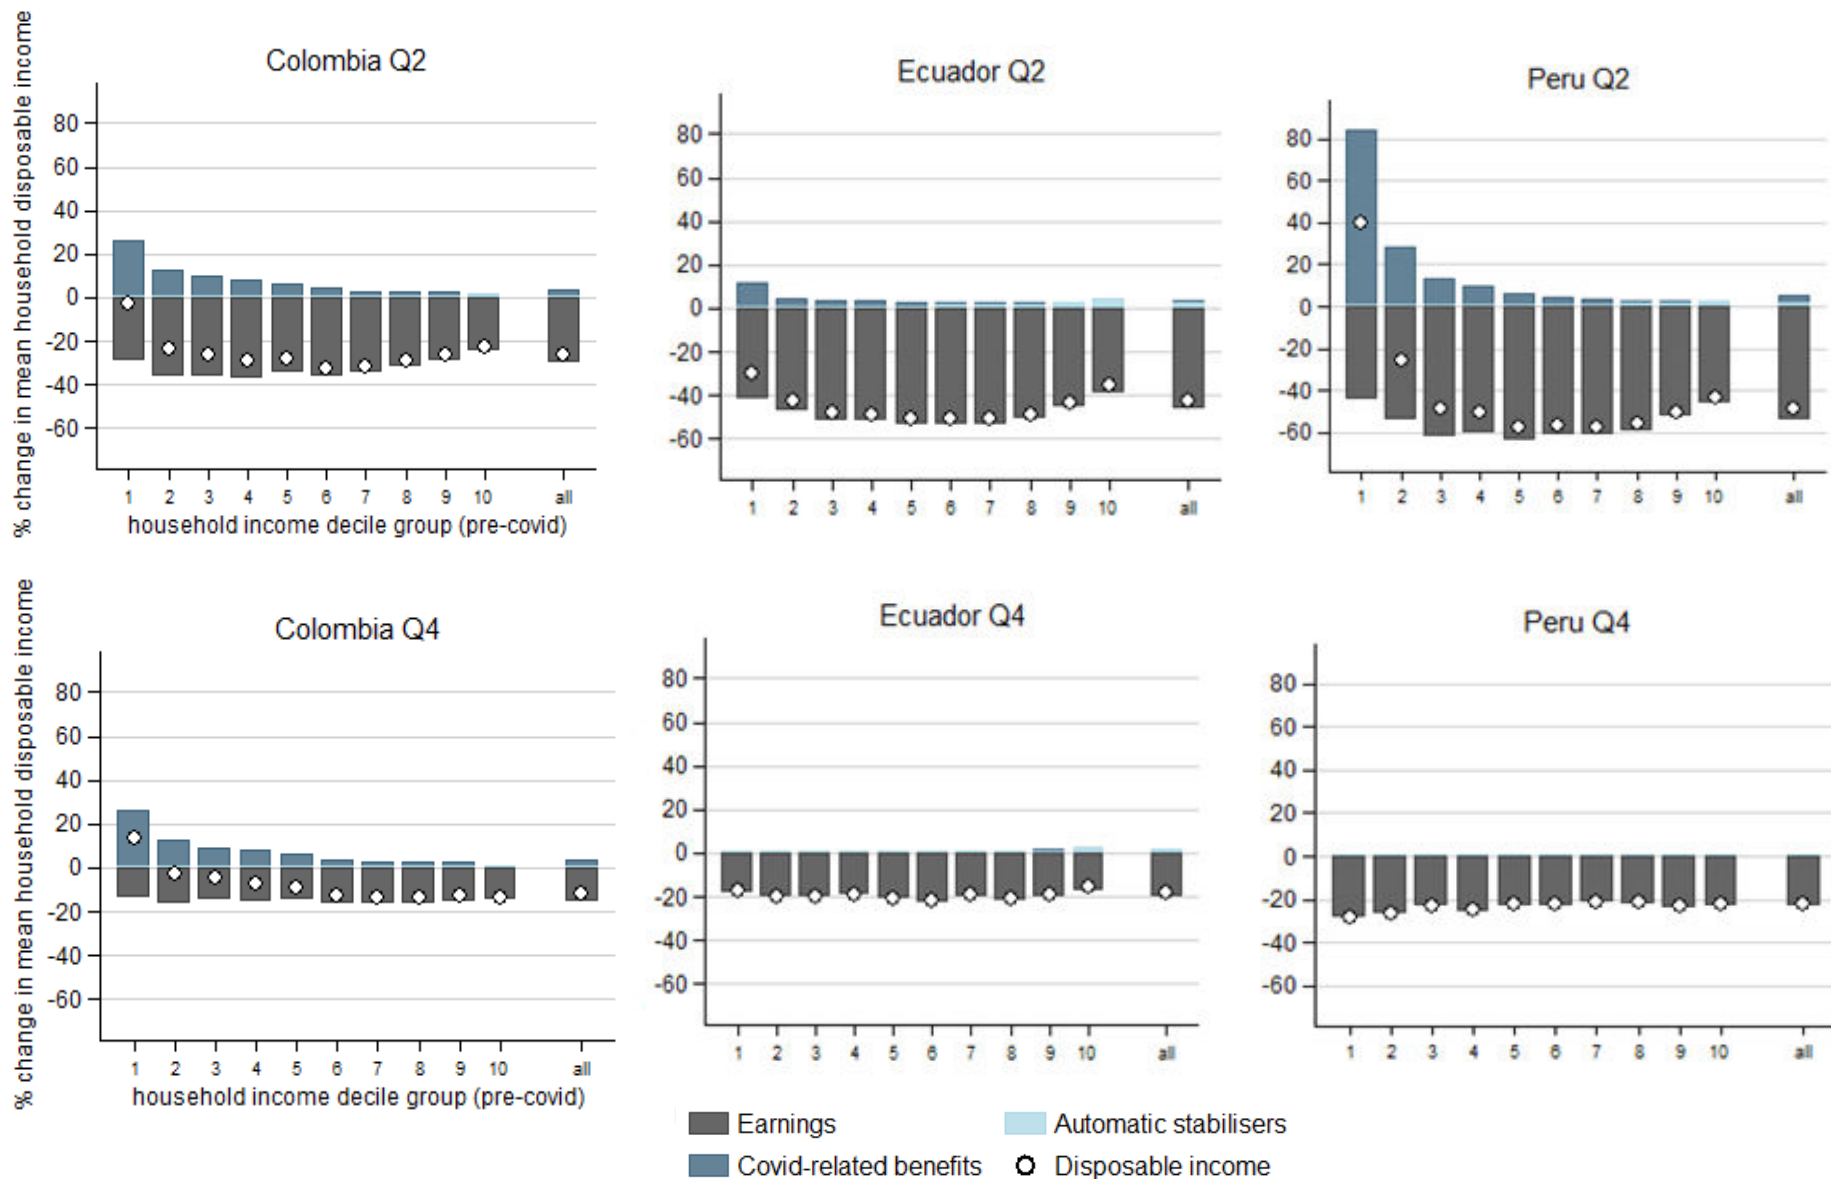 Colombia Q2
% change in mean household disposable income
80
60
40
20
0
-20
-40
-60
1 2 3 4 5 6 7 8 9 10 all
household income decile group (pre-covid)
Ecuador Q2
80
60
40
20
0
-20
-40
-60
1 2 3 4 5 6 7 8 9 10 all
Peru Q2
80
60
40
20
0
-20
-40
-60
1 2 3 4 5 6 7 8 9 10 all
Colombia Q4
% change in mean household disposable income
80
60
40
20
0
-20
-40
-60
1 2 3 4 5 6 7 8 9 10 all
household income decile group (pre-covid)
Ecuador Q4
80
60
40
20
0
-20
-40
-60
1 2 3 4 5 6 7 8 9 10 all
Peru Q4
80
60
40
20
0
-20
-40
-60
1 2 3 4 5 6 7 8 9 10 all
Earnings
Automatic stabilisers
Covid-related benefits
Disposable income